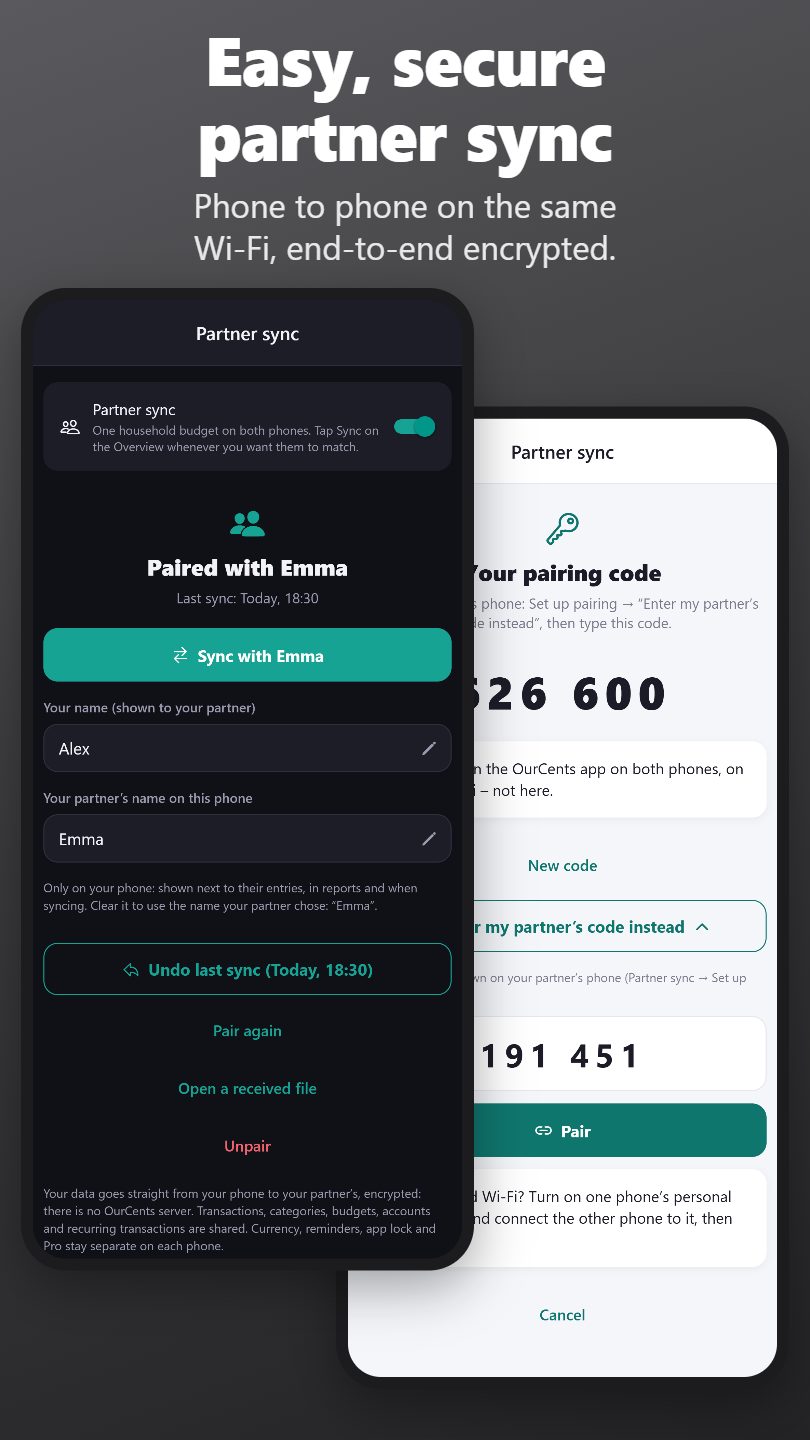 Easy, secure
partner sync
Phone to phone on the same
Wi-Fi, end-to-end encrypted.
Partner sync
Partner sync
One household budget on both phones. Tap Sync on
the Overview whenever you want them to match.
Paired with Emma
Last sync: Today, 18:30
Sync with Emma
Your name (shown to your partner)
Alex
Your partner’s name on this phone
Emma
Only on your phone: shown next to their entries, in reports and when
syncing. Clear it to use the name your partner chose: “Emma”.
Undo last sync (Today, 18:30)
Pair again
Open a received file
Unpair
Your data goes straight from your phone to your partner’s, encrypted:
there is no OurCents server. Transactions, categories, budgets, accounts
and recurring transactions are shared. Currency, reminders, app lock and
Pro stay separate on each phone.
Partner sync
Your pairing code
phone: Set up pairing → “Enter my partner’s
instead”, then type this code.
26 600
the OurCents app on both phones, on
– not here.
New code
my partner’s code instead
on your partner’s phone (Partner sync → Set up
191 451
Pair
Wi-Fi? Turn on one phone’s personal
and connect the other phone to it, then
Cancel